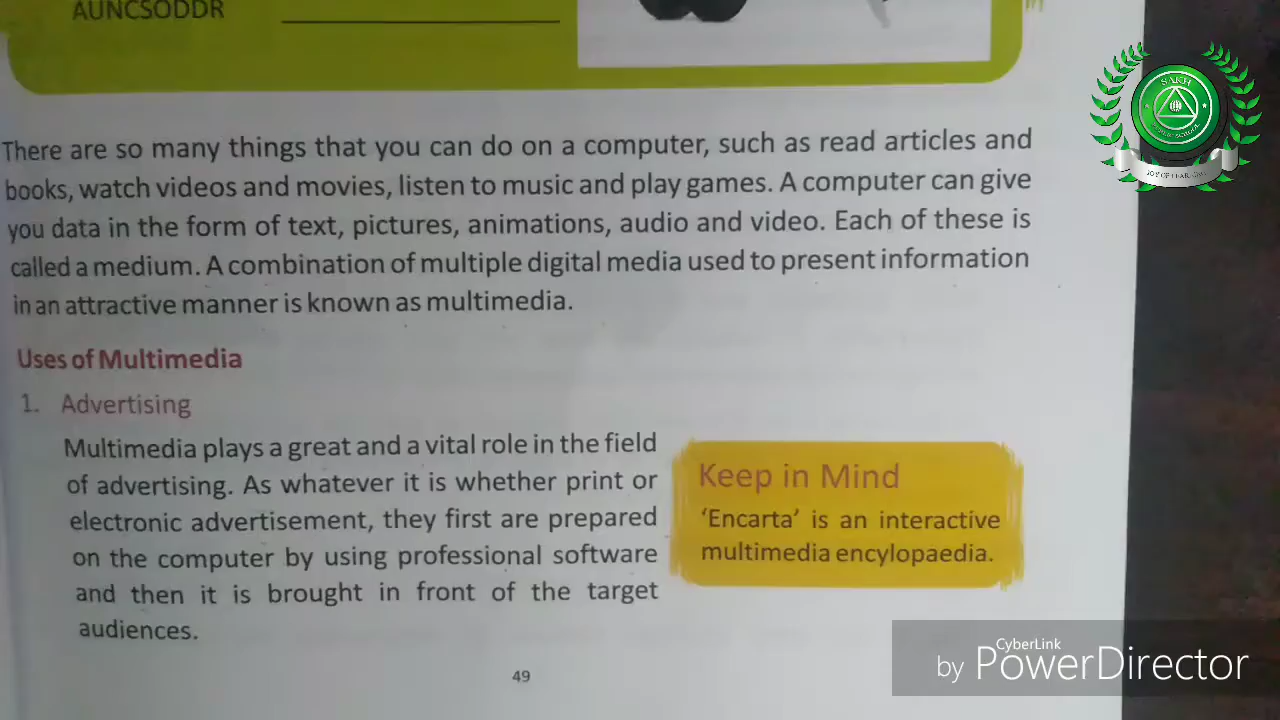 AUNCSODDR
There are so many things that you can do on a computer, such as read articles and
books, watch videos and movies, listen to music and play games. A computer can give
you data in the form of text, pictures, animations, audio and video. Each of these is
called a medium. A combination of multiple digital media used to present information
in an attractive manner is known as multimedia.
Uses of Multimedia
1. Advertising
Multimedia plays a great and a vital role in the field
of advertising. As whatever it is whether print or
electronic advertisement, they first are prepared
on the computer by using professional software
and then it is brought in front of the target
audiences.
Keep in Mind
‘Encarta’ is an interactive
multimedia encylopaedia.
49
SAKH
SCHOOL
by CyberLink
PowerDirector